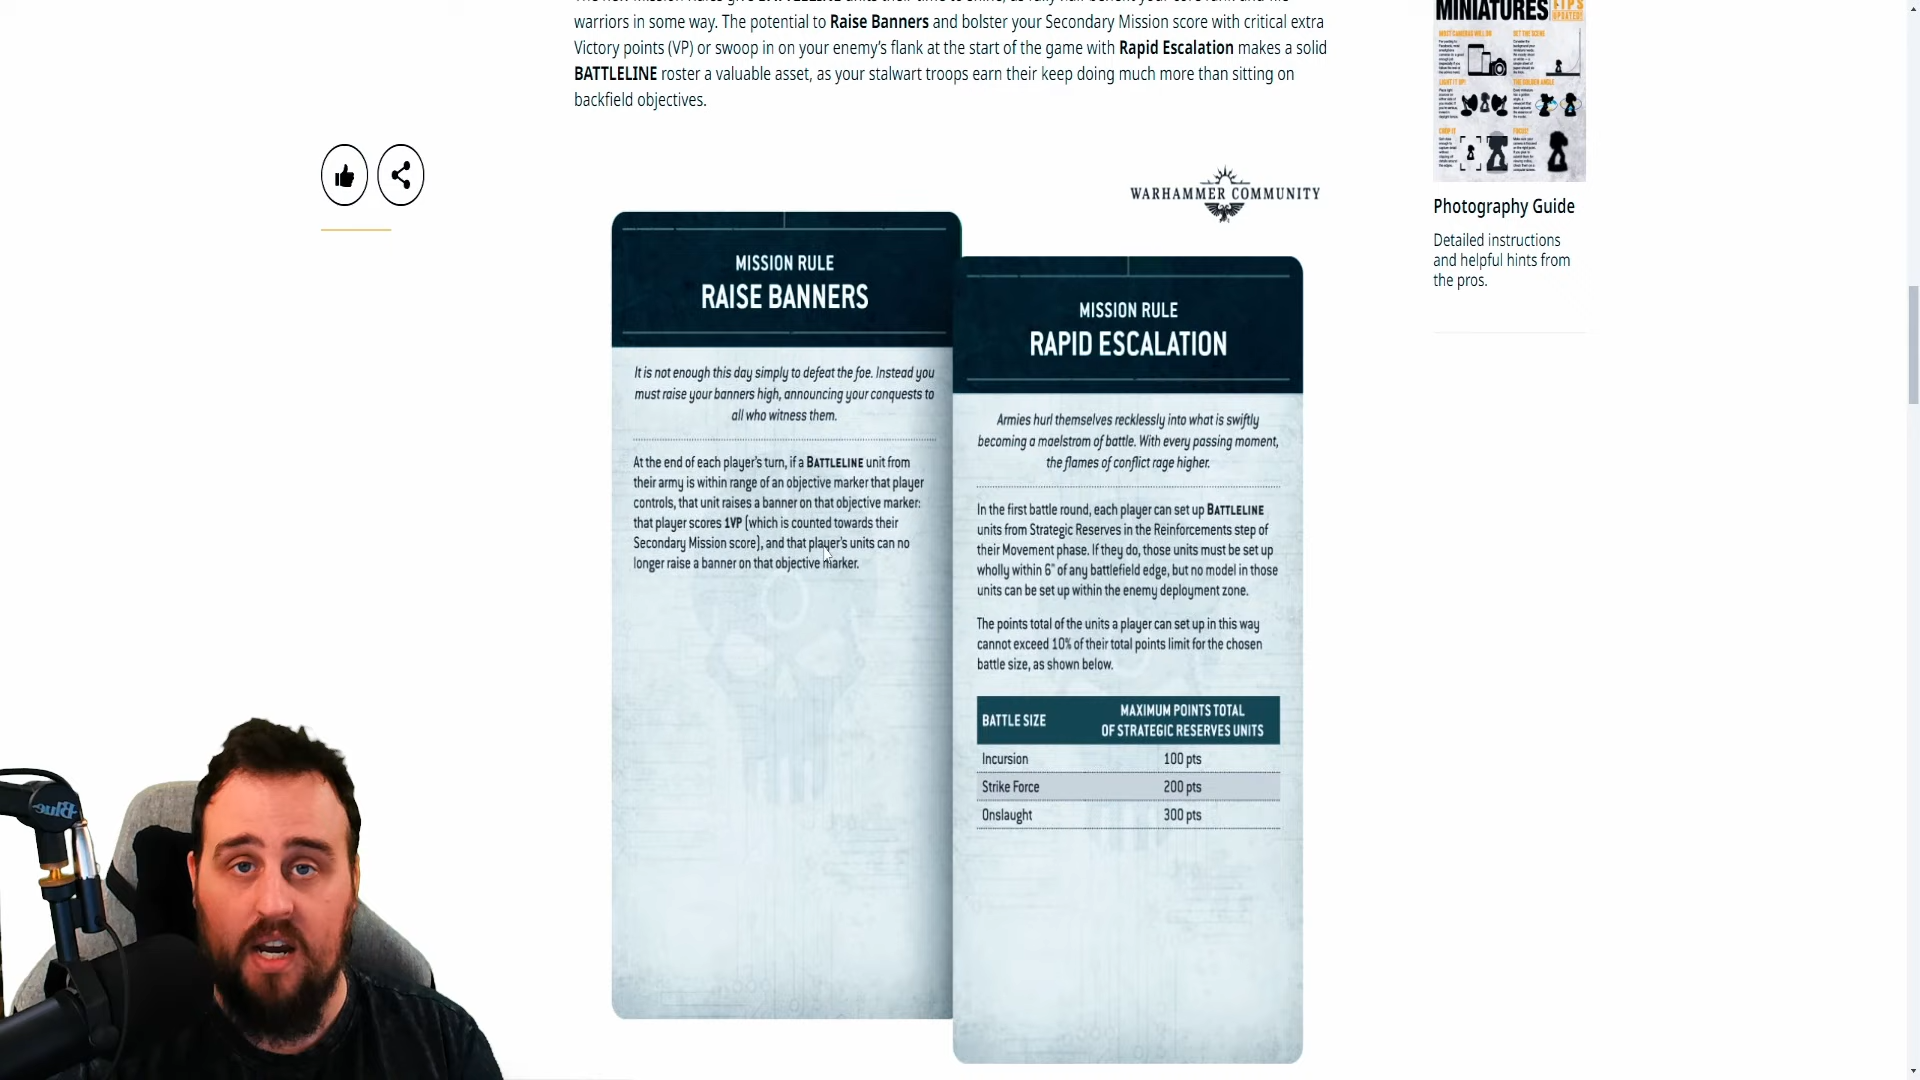 warriors in some way. The potential to Raise Banners and bolster your Secondary Mission score with critical extra
Victory points (VP) or swoop in on your enemy's flank at the start of the game with Rapid Escalation makes a solid
BATTLELINE roster a valuable asset, as your stalwart troops earn their keep doing much more than sitting on
backfield objectives.
WARHAMMER COMMUNITY
MISSION RULE
RAISE BANNERS
It is not enough this day simply to defeat the foe. Instead you
must raise your banners high, announcing your conquests to
all who witness them.
At the end of each player's turn, if a BATTLELINE unit from
their army is within range of an objective marker that player
controls, that unit raises a banner on that objective marker:
that player scores 1VP (which is counted towards their
Secondary Mission score), and that player's units can no
longer raise a banner on that objective marker.
MISSION RULE
RAPID ESCALATION
Armies hurl themselves recklessly into what is swiftly
becoming a maelstrom of battle. With every passing moment,
the flames of conflict rage higher.
In the first battle round, each player can set up BATTLELINE
units from Strategic Reserves in the Reinforcements step of
their Movement phase. If they do, those units must be set up
wholly within 6" of any battlefield edge, but no model in those
units can be set up within the enemy deployment zone.
The points total of the units a player can set up in this way
cannot exceed 10% of their total points limit for the chosen
battle size, as shown below.
BATTLE SIZE MAXIMUM POINTS TOTAL
OF STRATEGIC RESERVES UNITS
Incursion 100 pts
Strike Force 200 pts
Onslaught 300 pts
MINIATURES TIPS
UPDATED!
LIGHT IT UP!
Photography Guide
Detailed instructions
and helpful hints from
the pros.
Blue